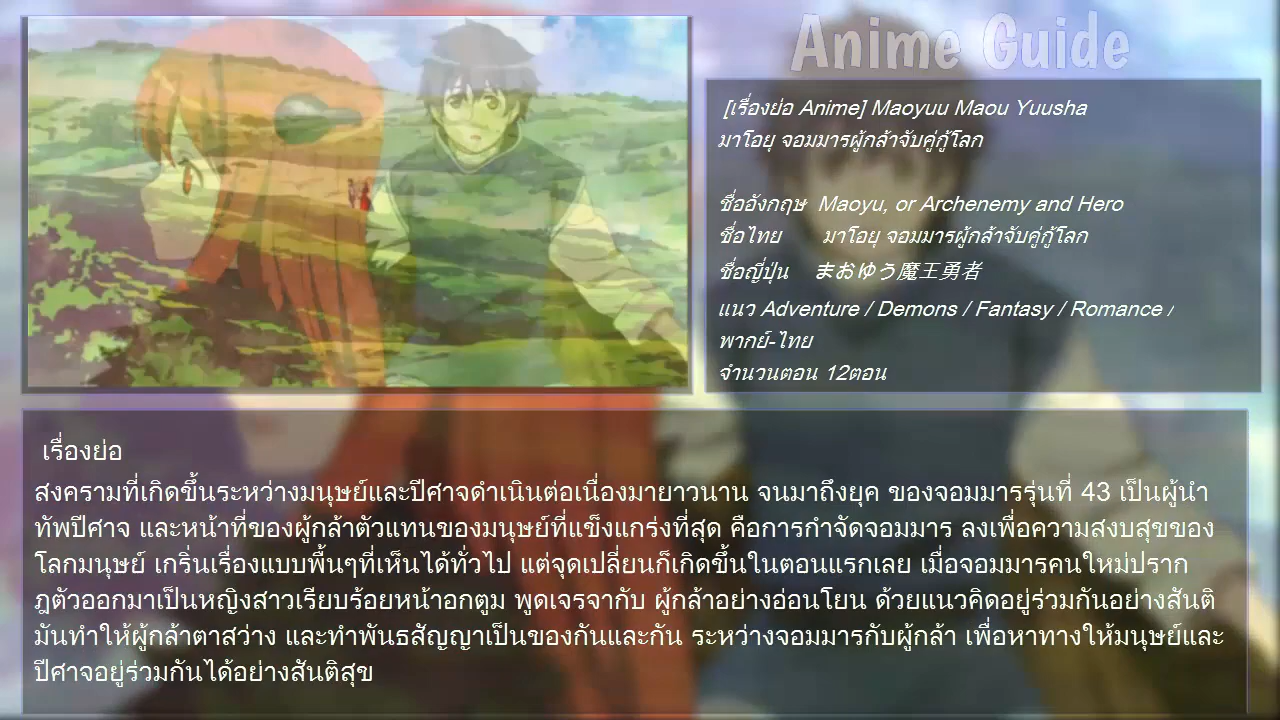 Anime Guide
[เรื่องย่อ Anime] Maoyuu Maou Yuusha
มาโอยุ จอมมารผู้กล้าจับคู่กู้โลก
ชื่ออังกฤษ Maoyu, or Archenemy and Hero
ชื่อไทย มาโอยุ จอมมารผู้กล้าจับคู่กู้โลก
ชื่อญี่ปุ่น まおゆう魔王勇者
แนว Adventure / Demons / Fantasy / Romance /
พากย์-ไทย
จำนวนตอน 12ตอน
เรื่องย่อ
สงครามที่เกิดขึ้นระหว่างมนุษย์และปีศาจดำเนินต่อเนื่องมายาวนาน จนมาถึงยุค ของจอมมารรุ่นที่ 43 เป็นผู้นำ
ทัพปีศาจ และหน้าที่ของผู้กล้าตัวแทนของมนุษย์ที่แข็งแกร่งที่สุด คือการกำจัดจอมมาร ลงเพื่อความสงบสุขของ
โลกมนุษย์ เกริ่นเรื่องแบบพื้นๆที่เห็นได้ทั่วไป แต่จุดเปลี่ยนก็เกิดขึ้นในตอนแรกเลย เมื่อจอมมารคนใหม่ปราก
ฎตัวออกมาเป็นหญิงสาวเรียบร้อยหน้าอกตูม พูดเจรจากับ ผู้กล้าอย่างอ่อนโยน ด้วยแนวคิดอยู่ร่วมกันอย่างสันติ
มันทำให้ผู้กล้าตาสว่าง และทำพันธสัญญาเป็นของกันและกัน ระหว่างจอมมารกับผู้กล้า เพื่อหาทางให้มนุษย์และ
ปีศาจอยู่ร่วมกันได้อย่างสันติสุข